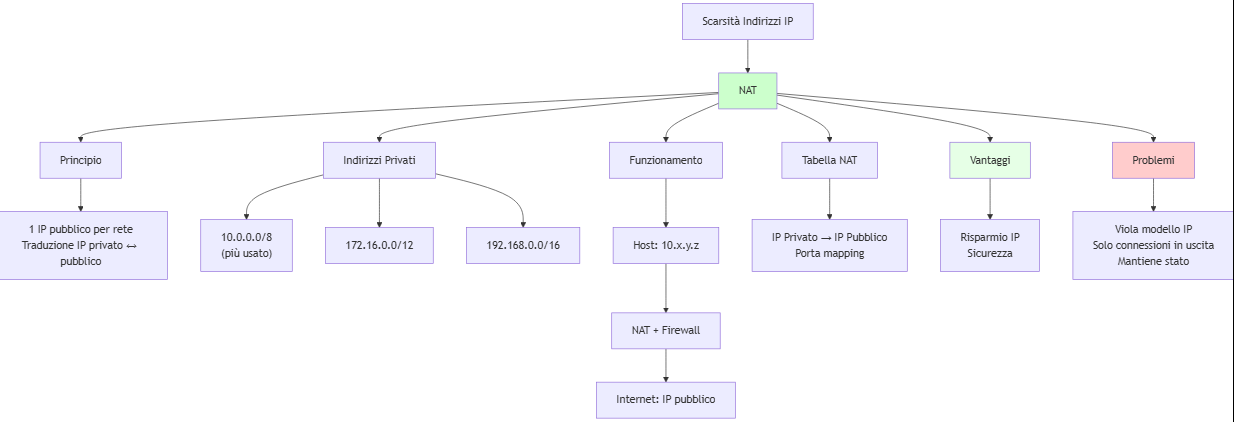 Scarsità Indirizzi IP
NAT
Principio
Indirizzi Privati
Funzionamento
Tabella NAT
Vantaggi
Problemi
1 IP pubblico per rete
Traduzione IP privato ↔
pubblico
10.0.0.0/8
(più usato)
172.16.0.0/12
192.168.0.0/16
Host: 10.x.y.z
IP Privato → IP Pubblico
Porta mapping
Risparmio IP
Sicurezza
Viola modello IP
Solo connessioni in uscita
Mantiene stato
NAT + Firewall
Internet: IP pubblico